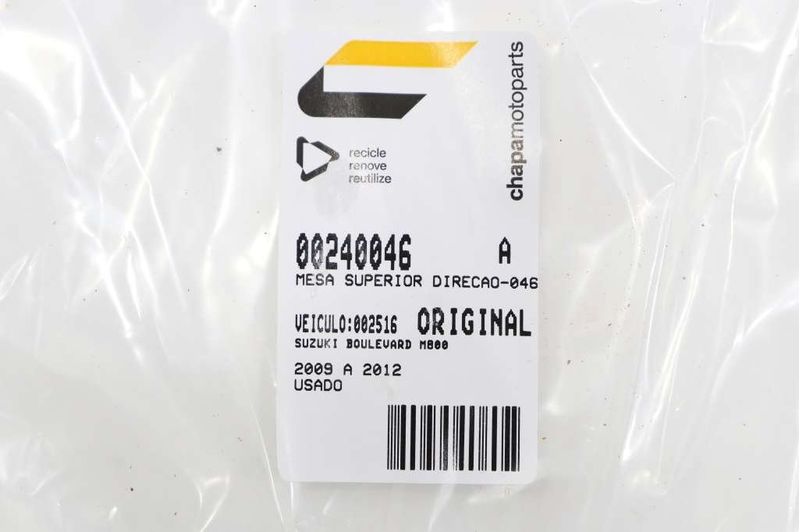 chapamotoparts
recicle
renove
reutilize
00240046 A
MESA SUPERIOR DIRECAO-046
VEICULO:002516 ORIGINAL
SUZUKI BOULEVARD M800
2009 A 2012
USADO